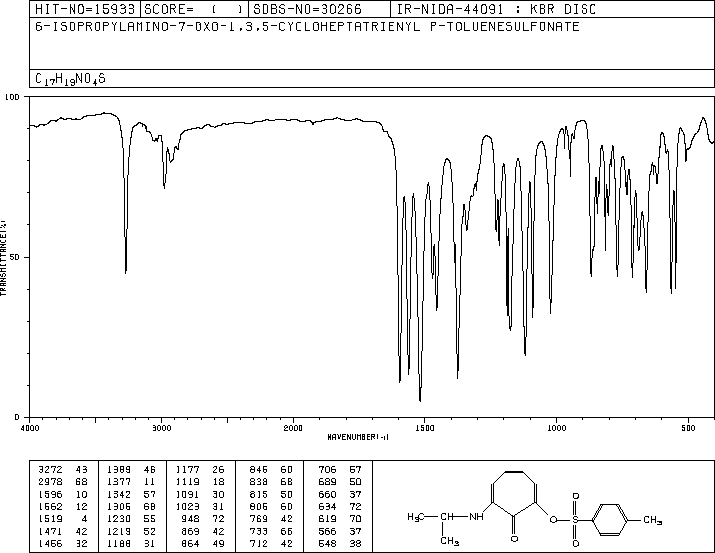 HIT-NO=15933 SCORE= ( ) SDBS-NO=30266 IR-NIDA-44091 : KBR DISC
6-ISOPROPYLAMINO-7-OXO-1,3,5-CYCLOHEPTATRIENYL P-TOLUENESULFONATE
C17H19NO4S
100
50
0
TRANSMITTANCE(%)
4000 3000 2000 1500 1000 500
WAVENUMBER(-1)
3272 43 1389 46 1177 26 846 60 706 57
2978 68 1377 11 1119 18 838 68 689 50
1596 10 1342 57 1091 30 815 50 660 37
1562 12 1306 68 1023 31 806 60 634 72
1519 4 1230 55 948 72 769 42 619 70
1471 42 1219 52 869 42 733 66 566 37
1456 32 1188 31 864 49 712 42 548 38
H3C CH NH CH3 O O S O O CH3